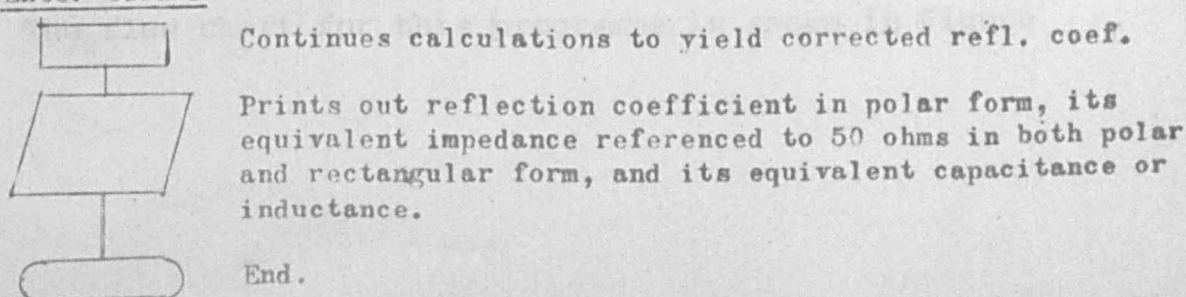 Continues calculations to yield corrected refl. coef.
Prints out reflection coefficient in polar form, its
equivalent impedance referenced to 50 ohms in both polar
and rectangular form, and its equivalent capacitance or
inductance.
End.